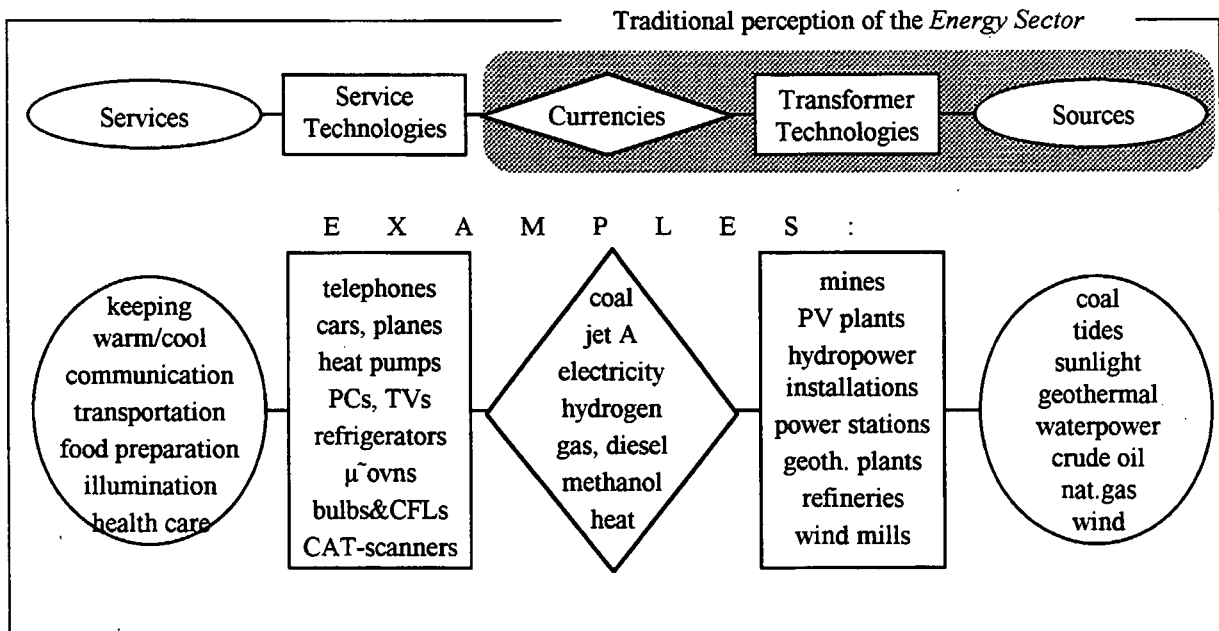 Traditional perception of the Energy Sector
Services
Service
Technologies
Currencies
Transformer
Technologies
Sources
E X A M P L E S :
keeping
warm/cool
communication
transportation
food preparation
illumination
health care
telephones
cars, planes
heat pumps
PCs, TVs
refrigerators
µ~ovns
bulbs&CFLs
CAT-scanners
coal
jet A
electricity
hydrogen
gas, diesel
methanol
heat
mines
PV plants
hydropower
installations
power stations
geoth. plants
refineries
wind mills
coal
tides
sunlight
geothermal
waterpower
crude oil
nat.gas
wind